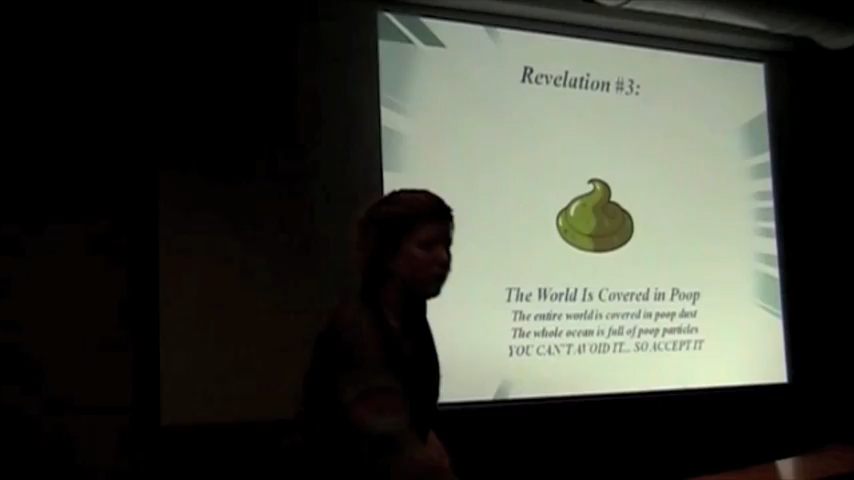 Revelation #3:
The World Is Covered in Poop
The entire world is covered in poop dust
The whole ocean is full of poop particles
YOU CAN'T AVOID IT... SO ACCEPT IT